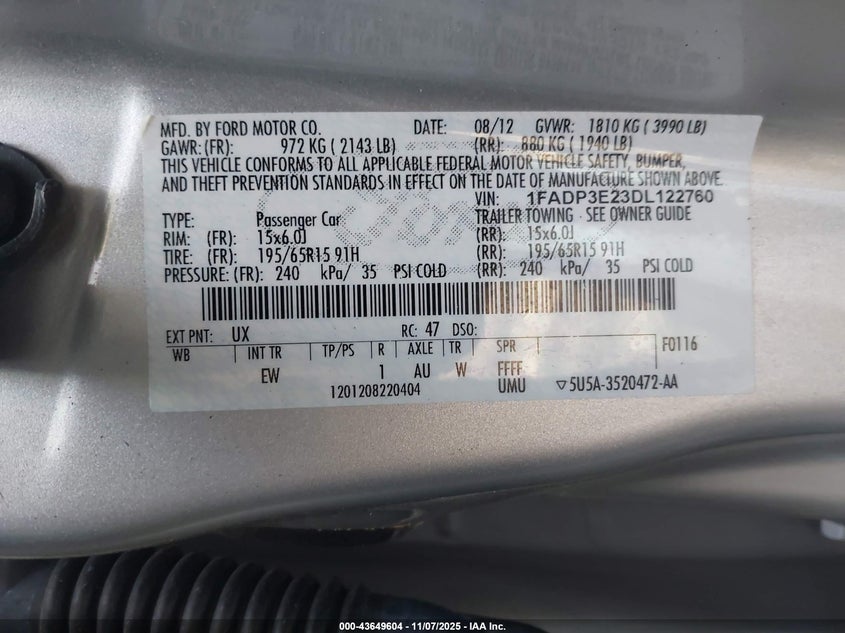 MFD. BY FORD MOTOR CO. DATE: 08/12 GVWR: 1810 KG ( 3990 LB)
GAWR: (FR): 972 KG ( 2143 LB) (RR): 880 KG ( 1940 LB)
THIS VEHICLE CONFORMS TO ALL APPLICABLE FEDERAL MOTOR VEHICLE SAFETY, BUMPER,
AND THEFT PREVENTION STANDARDS IN EFFECT ON THE DATE OF MANUFACTURE SHOWN ABOVE.
VIN: 1FADP3E23DL122760
TYPE: Passenger Car TRAILER TOWING - SEE OWNER GUIDE
RIM: (FR): 15x6.0J (RR): 15x6.0J
TIRE: (FR): 195/65R15 91H (RR): 195/65R15 91H
PRESSURE: (FR): 240 kPa/ 35 PSI COLD (RR): 240 kPa/ 35 PSI COLD
EXT PNT: UX RC: 47 DSO:
WB INT TR TP/PS R AXLE TR SPR F0116
EW 1 AU W FFFF
1201208220404 UMU ▽5U5A-3520472-AA
000-43649604 - 11/07/2025 - IAA Inc.